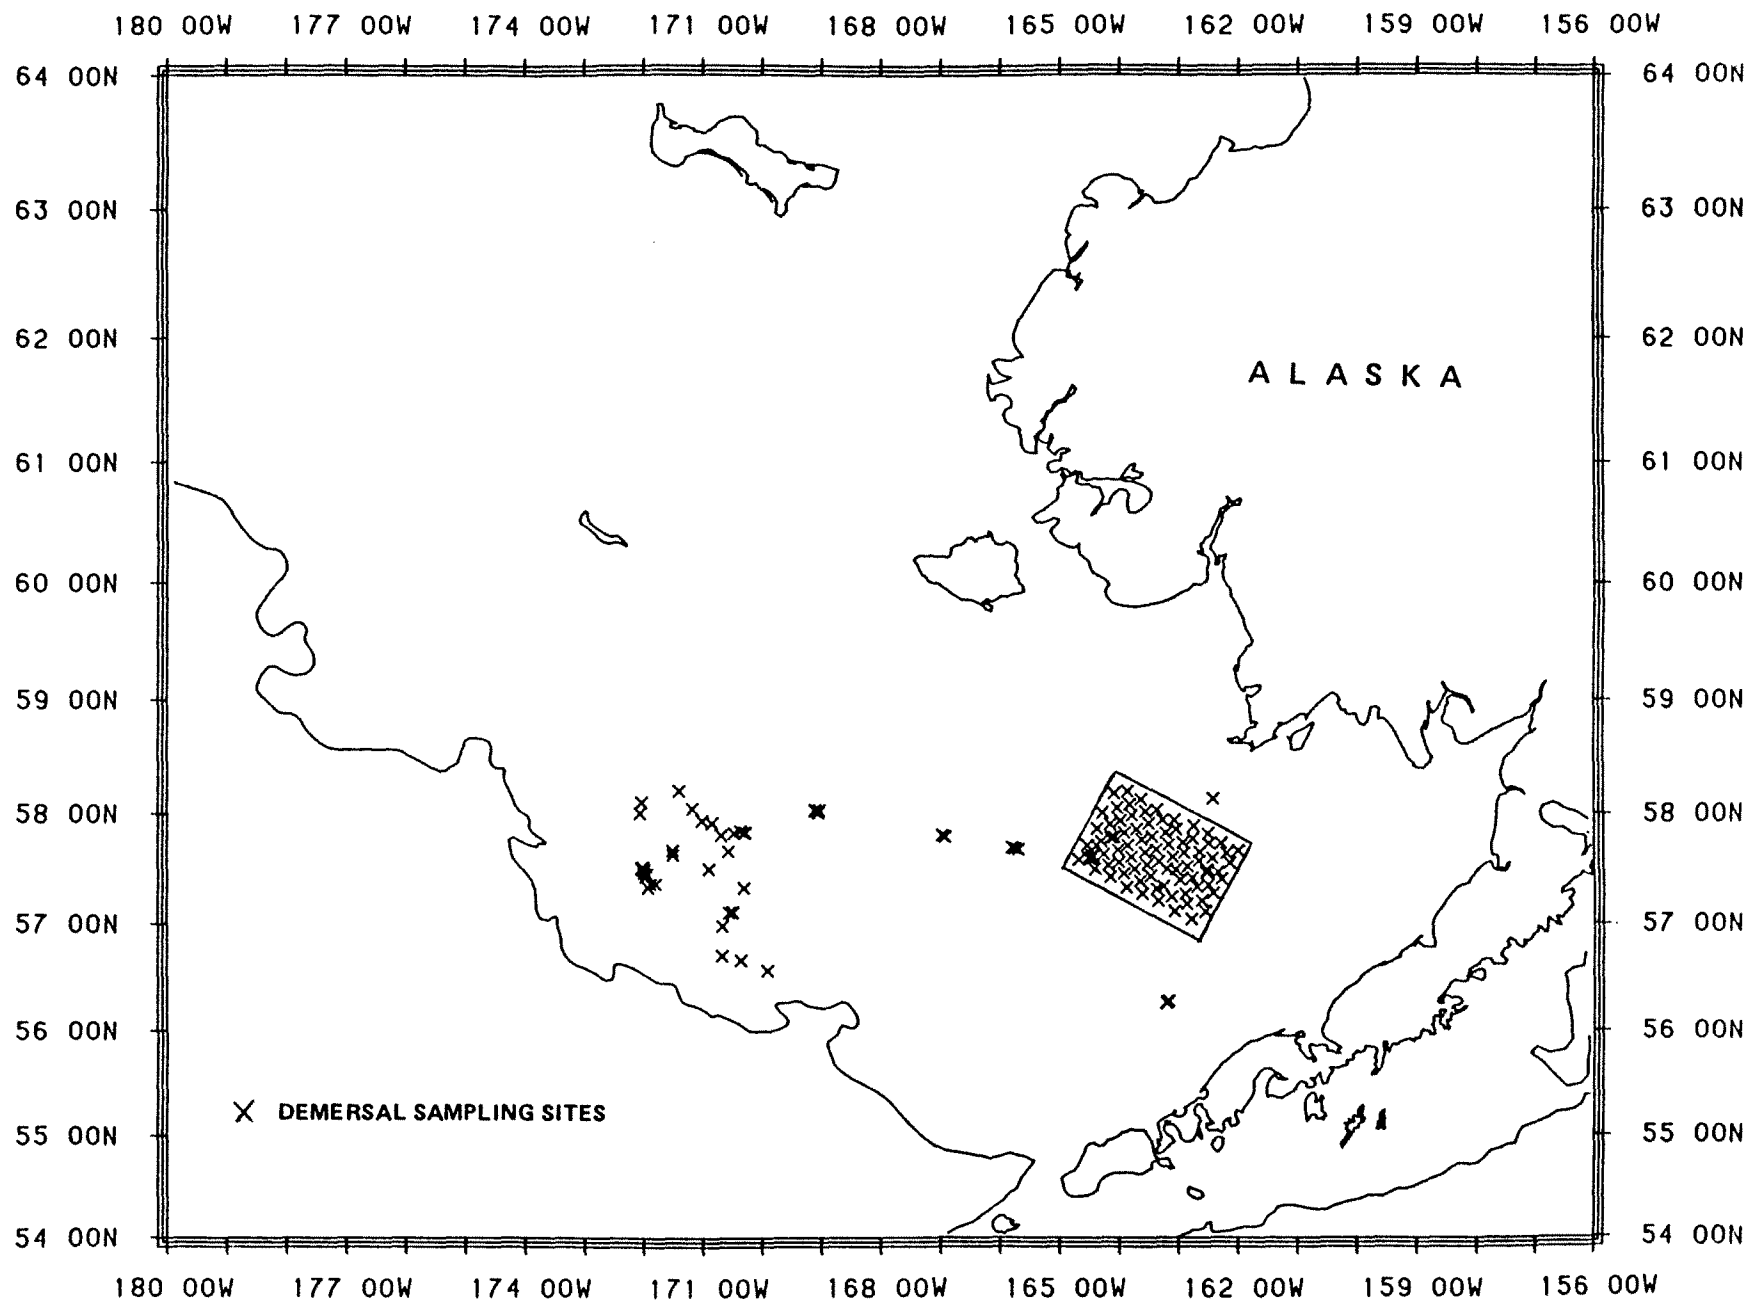 180 00W 177 00W 174 00W 171 00W 168 00W 165 00W 162 00W 159 00W 156 00W
64 00N 64 00N
63 00N 63 00N
62 00N 62 00N
ALASKA
61 00N 61 00N
60 00N 60 00N
59 00N 59 00N
58 00N 58 00N
57 00N 57 00N
56 00N 56 00N
DEMERSAL SAMPLING SITES
55 00N 55 00N
54 00N 54 00N
180 00W 177 00W 174 00W 171 00W 168 00W 165 00W 162 00W 159 00W 156 00W